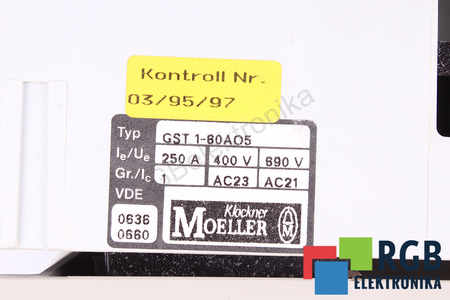 Kontroll Nr.
03/95/97
Typ GST 1-60AO5
Ie/Ue 250 A 400 V 690 V
Gr./Ic 1 AC23 AC21
VDE
0636
0660
Klöckner
MOELLER
RGB
ELEKTRONIKA